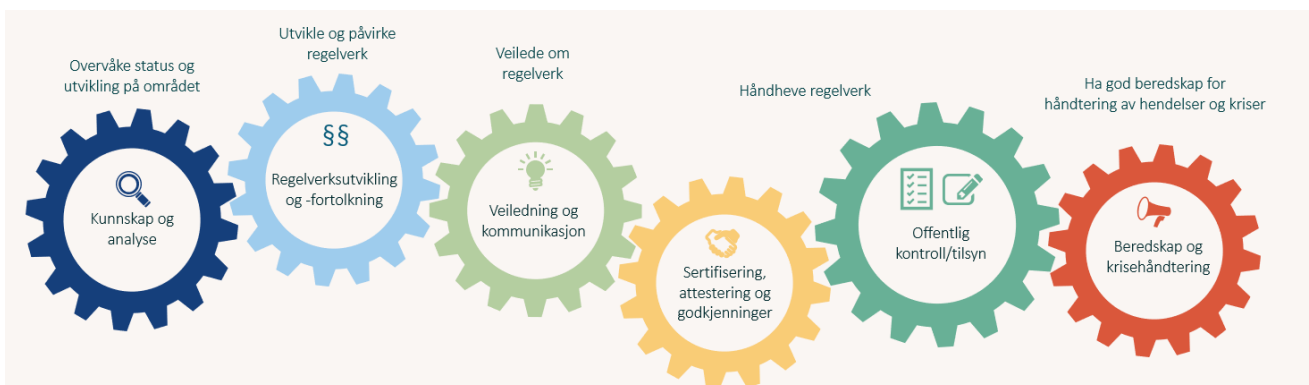 Overvåke status og
utvikling på området
Kunnskap og
analyse
Utvikle og påvirke
regelverk
§§
Regelverksutvikling
og -fortolkning
Veilede om
regelverk
Veiledning og
kommunikasjon
Håndheve regelverk
Sertifisering,
attestering og
godkjenninger
Offentlig
kontroll/tilsyn
Ha god beredskap for
håndtering av hendelser og kriser
Beredskap og
krisehåndtering